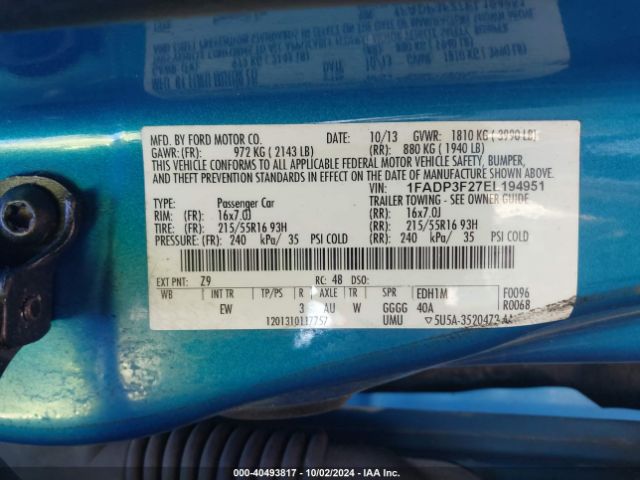 MFD. BY FORD MOTOR CO. DATE: 10/13 GVWR: 1810 KG ( 3990 LB)
GAWR: (FR): 972 KG ( 2143 LB) (RR): 880 KG ( 1940 LB)
THIS VEHICLE CONFORMS TO ALL APPLICABLE FEDERAL MOTOR VEHICLE SAFETY, BUMPER,
AND THEFT PREVENTION STANDARDS IN EFFECT ON THE DATE OF MANUFACTURE SHOWN ABOVE.
VIN: 1FADP3F27EL194951
TYPE: Passenger Car TRAILER TOWING - SEE OWNER GUIDE
RIM: (FR) 16x7.0J (RR) 16x7.0J
TIRE: (FR) 215/55R16 93H (RR) 215/55R16 93H
PRESSURE: (FR) 240 kPa/ 35 PSI COLD (RR) 240 kPa/ 35 PSI COLD
EXT PNT: Z9 RC: 48 DSO:
WB INT TR TP/PS R AXLE TR SPR EDH1M F0096
EW 3 AU W GGGG 40A R0068
UMU 5U5A-3520472
000-40493817 - 10/02/2024 - IAA Inc.